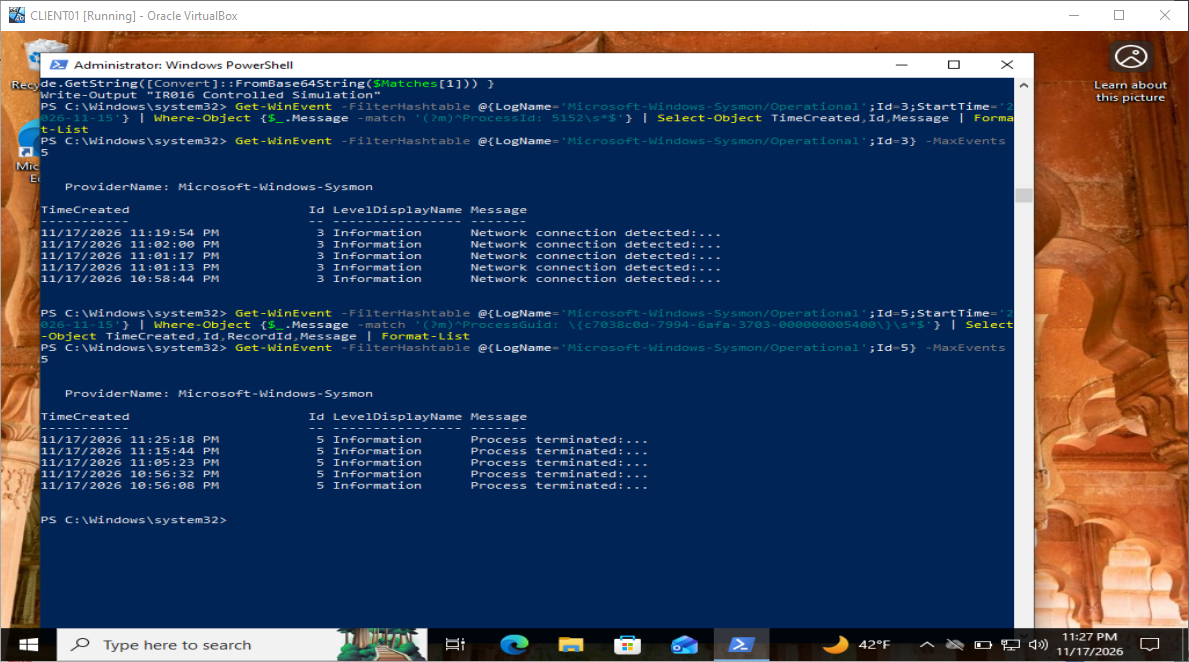 CLIENT01 [Running] - Oracle VirtualBox
Learn about
this picture
Recy
Mic
Ec
Administrator: Windows PowerShell
de.GetString([Convert]::FromBase64String($Matches[1])) }
Write-Output "IR016 Controlled Simulation"
PS C:\Windows\system32> Get-WinEvent -FilterHashtable @{LogName='Microsoft-Windows-Sysmon/Operational';Id=3;StartTime='2
026-11-15'} | Where-Object {$_.Message -match '(?m)^ProcessId: 5152\s*$'} | Select-Object TimeCreated,Id,Message | Forma
t-List
PS C:\Windows\system32> Get-WinEvent -FilterHashtable @{LogName='Microsoft-Windows-Sysmon/Operational';Id=3} -MaxEvents
5
ProviderName: Microsoft-Windows-Sysmon
TimeCreated Id LevelDisplayName Message
----------- -- ---------------- -------
11/17/2026 11:19:54 PM 3 Information Network connection detected:...
11/17/2026 11:02:00 PM 3 Information Network connection detected:...
11/17/2026 11:01:17 PM 3 Information Network connection detected:...
11/17/2026 11:01:13 PM 3 Information Network connection detected:...
11/17/2026 10:58:44 PM 3 Information Network connection detected:...
PS C:\Windows\system32> Get-WinEvent -FilterHashtable @{LogName='Microsoft-Windows-Sysmon/Operational';Id=5;StartTime='2
026-11-15'} | Where-Object {$_.Message -match '(?m)^ProcessGuid: \{c7038c0d-7994-6afa-3703-000000005400\}\s*$'} | Select
-Object TimeCreated,Id,RecordId,Message | Format-List
PS C:\Windows\system32> Get-WinEvent -FilterHashtable @{LogName='Microsoft-Windows-Sysmon/Operational';Id=5} -MaxEvents
5
ProviderName: Microsoft-Windows-Sysmon
TimeCreated Id LevelDisplayName Message
----------- -- ---------------- -------
11/17/2026 11:25:18 PM 5 Information Process terminated:...
11/17/2026 11:15:44 PM 5 Information Process terminated:...
11/17/2026 11:05:23 PM 5 Information Process terminated:...
11/17/2026 10:56:32 PM 5 Information Process terminated:...
11/17/2026 10:56:08 PM 5 Information Process terminated:...
PS C:\Windows\system32>
Type here to search
42°F
11:27 PM
11/17/2026